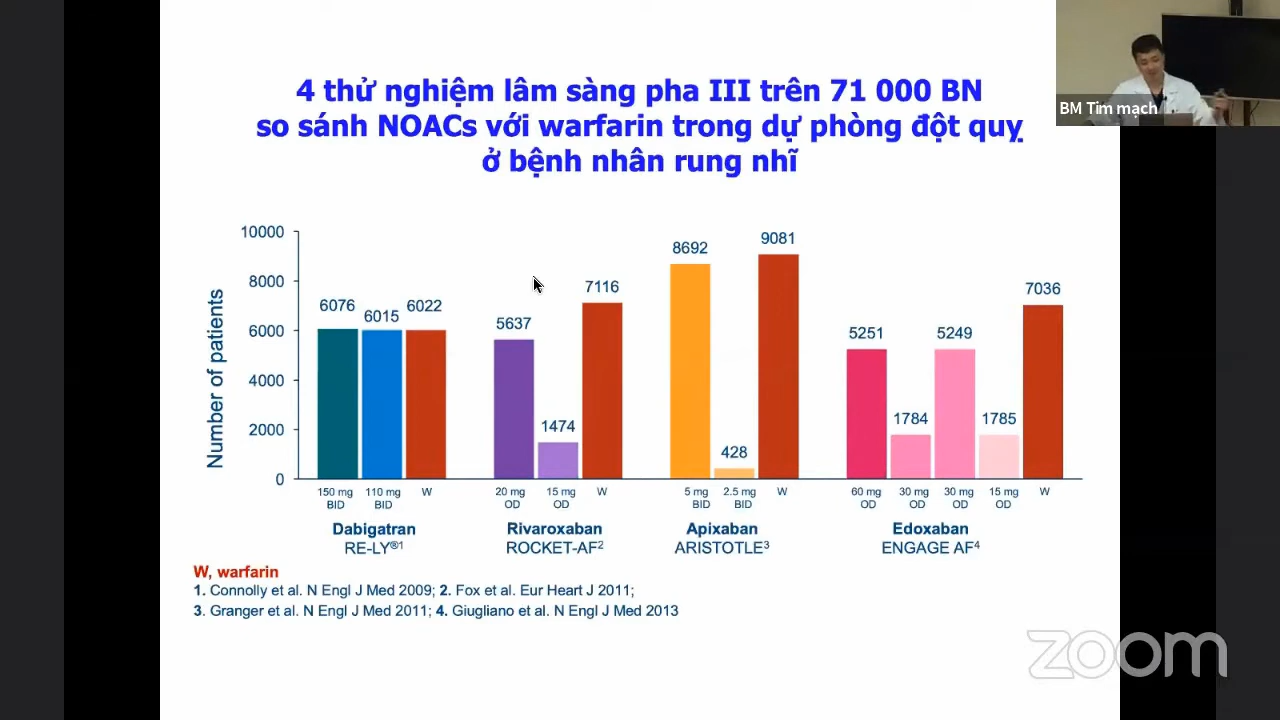 BM Tim mạch
4 thử nghiệm lâm sàng pha III trên 71 000 BN
so sánh NOACs với warfarin trong dự phòng đột quỵ
ở bệnh nhân rung nhĩ
Number of patients
10000
8000
6000
4000
2000
0
6076 6015 6022
5637 1474 7116
8692 428 9081
5251 1784 5249 1785 7036
150 mg BID 110 mg BID W
20 mg OD 15 mg OD W
5 mg BID 2.5 mg BID W
60 mg OD 30 mg OD 30 mg OD 15 mg OD W
Dabigatran
RE-LY®1
Rivaroxaban
ROCKET-AF2
Apixaban
ARISTOTLE3
Edoxaban
ENGAGE AF4
W, warfarin
1. Connolly et al. N Engl J Med 2009; 2. Fox et al. Eur Heart J 2011;
3. Granger et al. N Engl J Med 2011; 4. Giugliano et al. N Engl J Med 2013
zoom